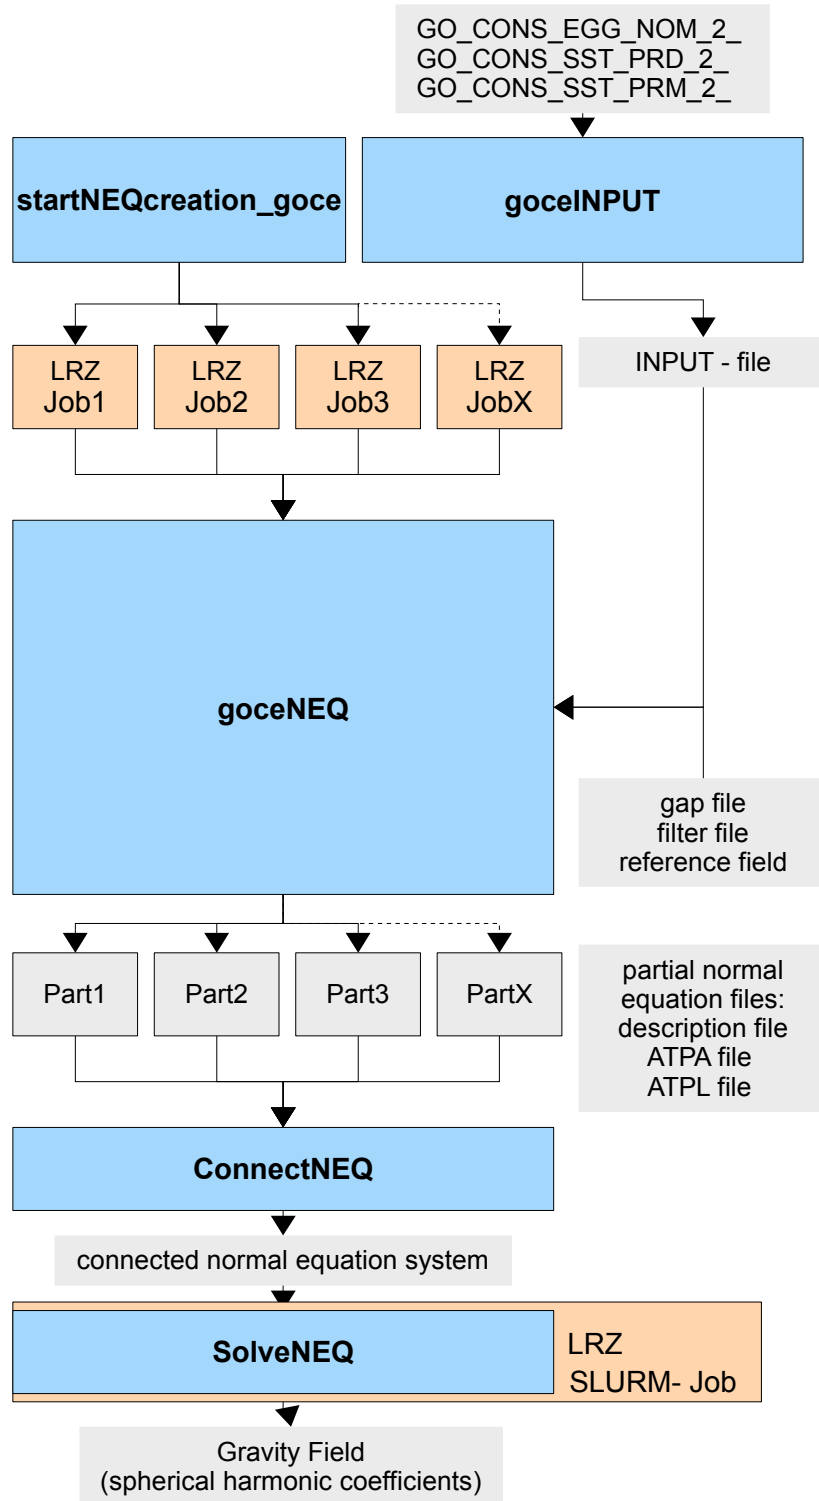 GO_CONS_EGG_NOM_2_
GO_CONS_SST_PRD_2_
GO_CONS_SST_PRM_2_
startNEQcreation_goce
goceINPUT
LRZ
Job1
LRZ
Job2
LRZ
Job3
LRZ
JobX
INPUT - file
goceNEQ
gap file
filter file
reference field
Part1
Part2
Part3
PartX
partial normal
equation files:
description file
ATPA file
ATPL file
ConnectNEQ
connected normal equation system
SolveNEQ
LRZ
SLURM- Job
Gravity Field
(spherical harmonic coefficients)